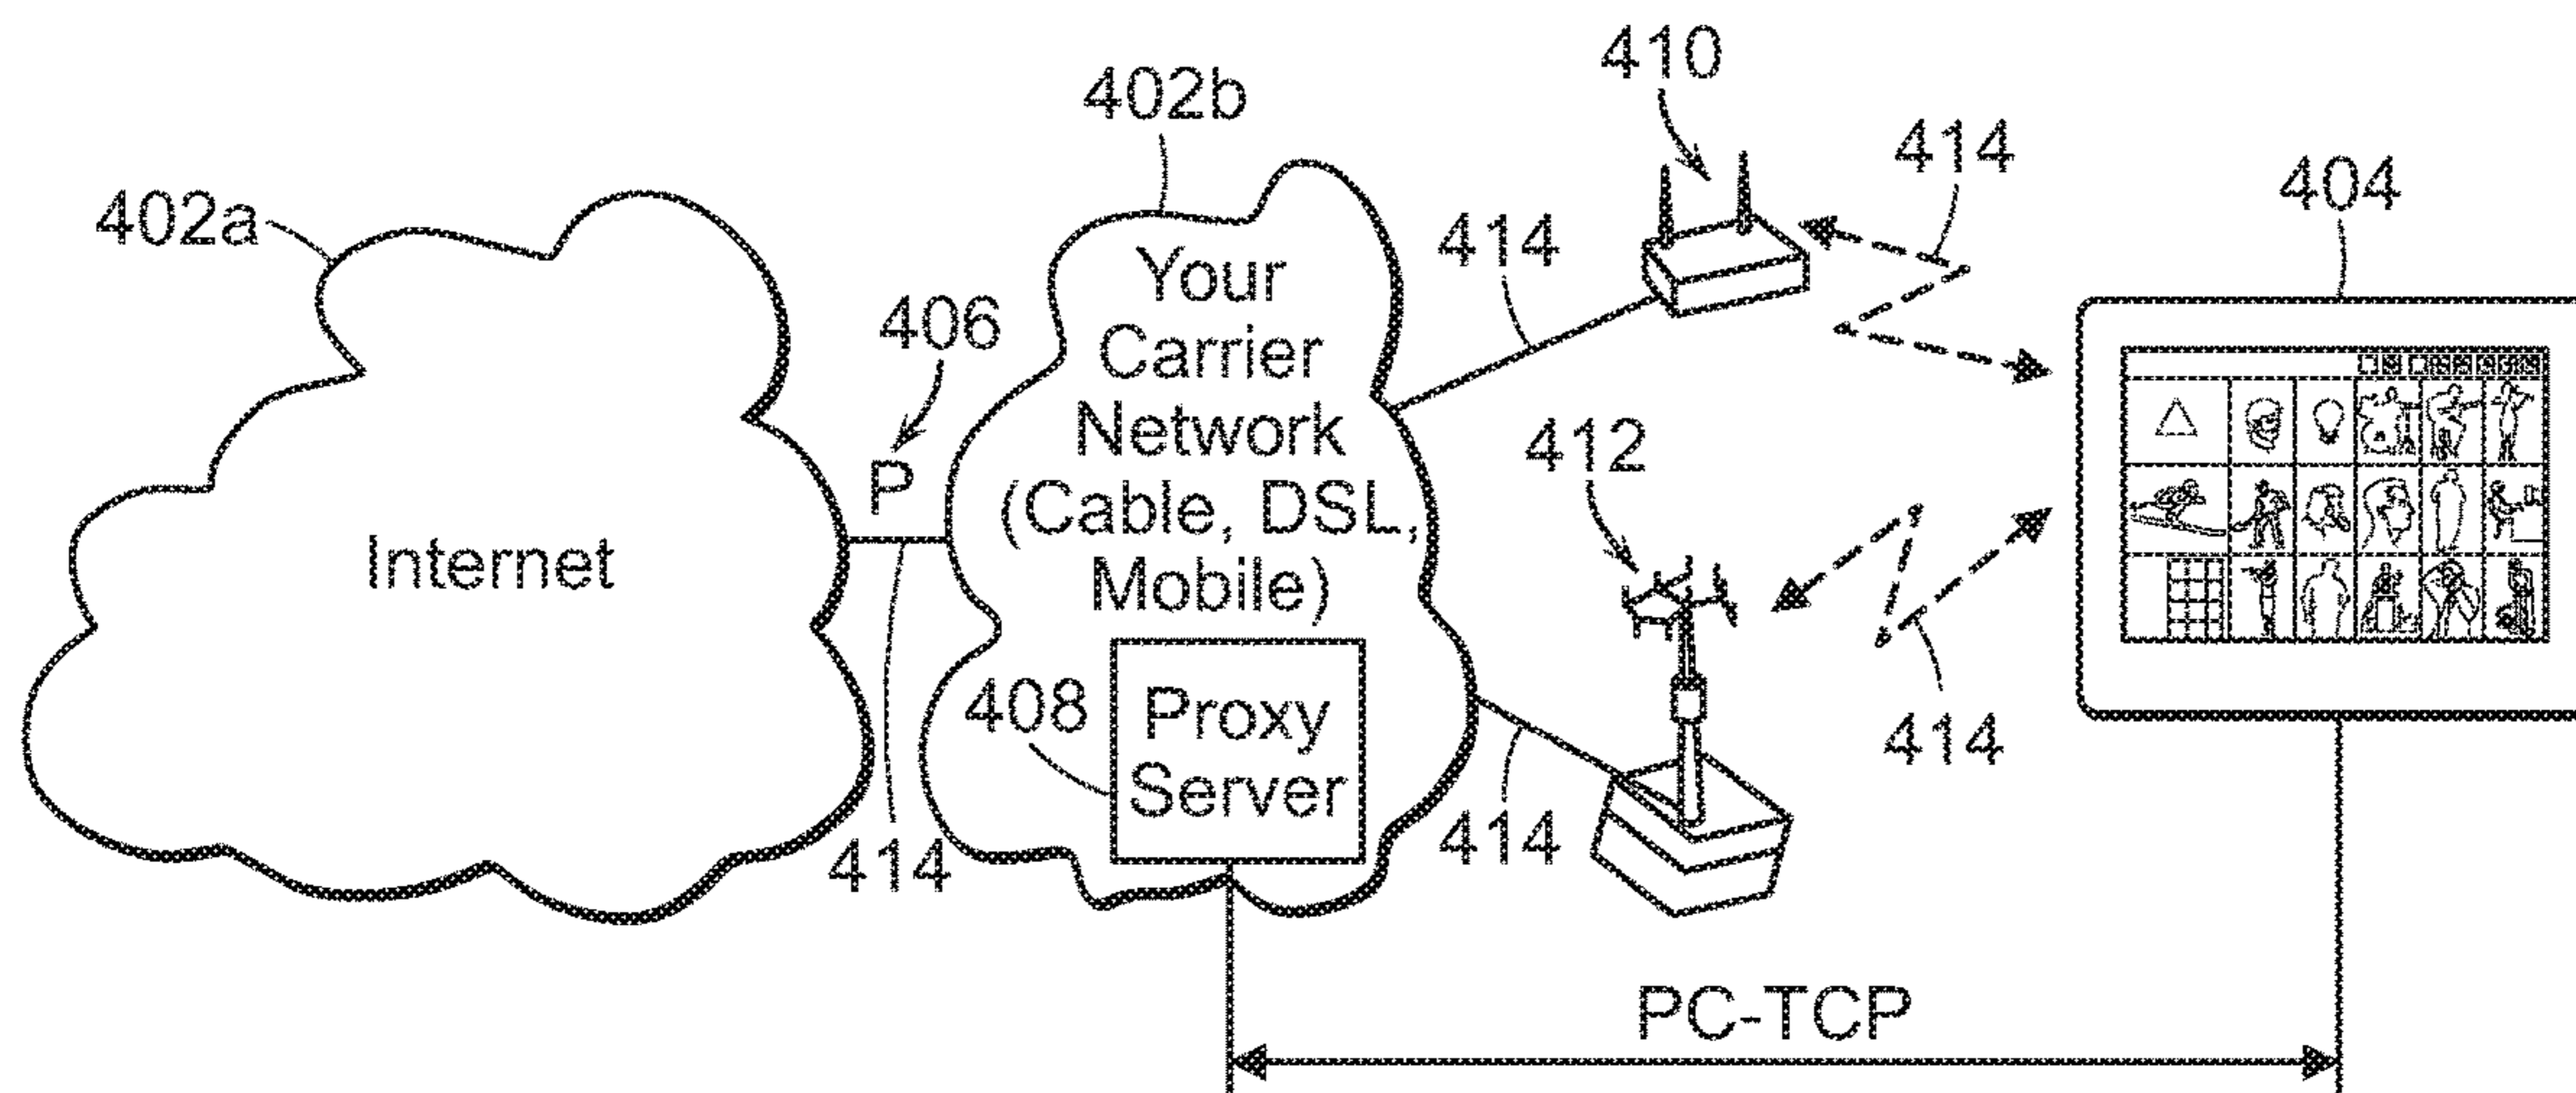 410
402b
414
404
402a
414
406
Your
Carrier
Network
(Cable, DSL,
Mobile)
P
412
Internet
408
Proxy
Server
414
414
414
PC-TCP